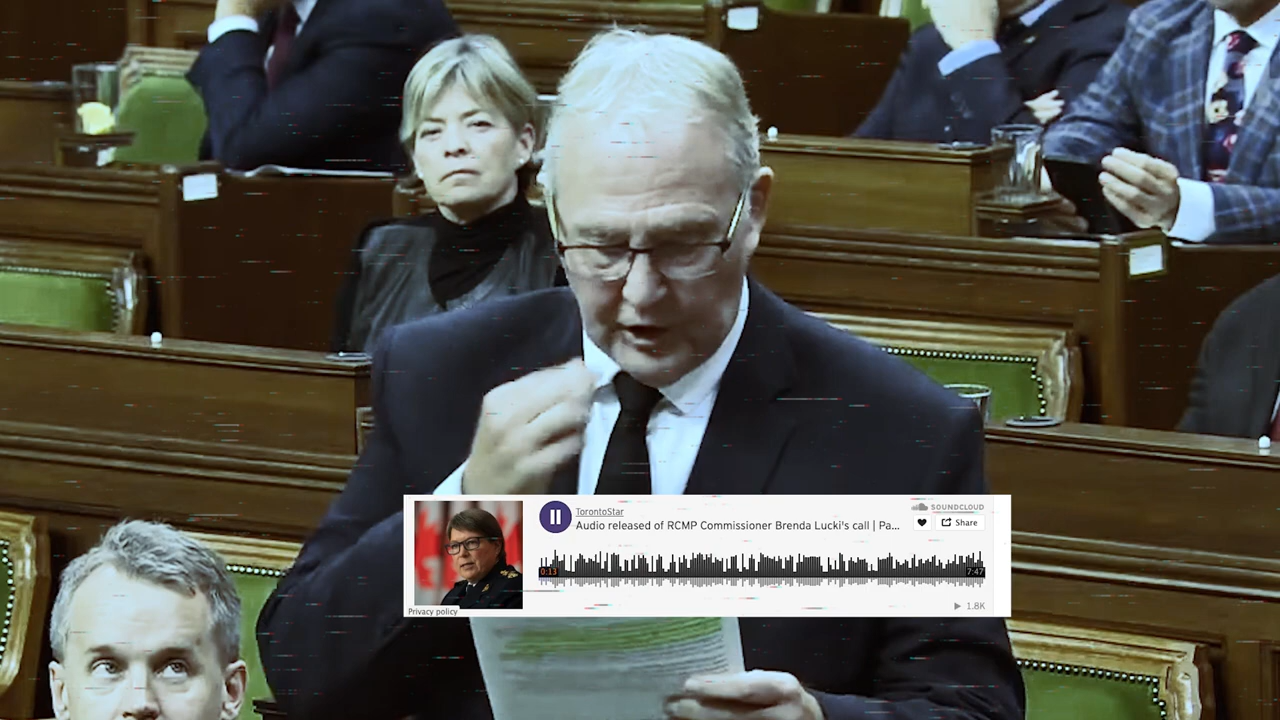 TorontoStar
SOUNDCLOUD
Audio released of RCMP Commissioner Brenda Lucki's call | Pa...
Share
0:13
7:47
Privacy policy
1.8K